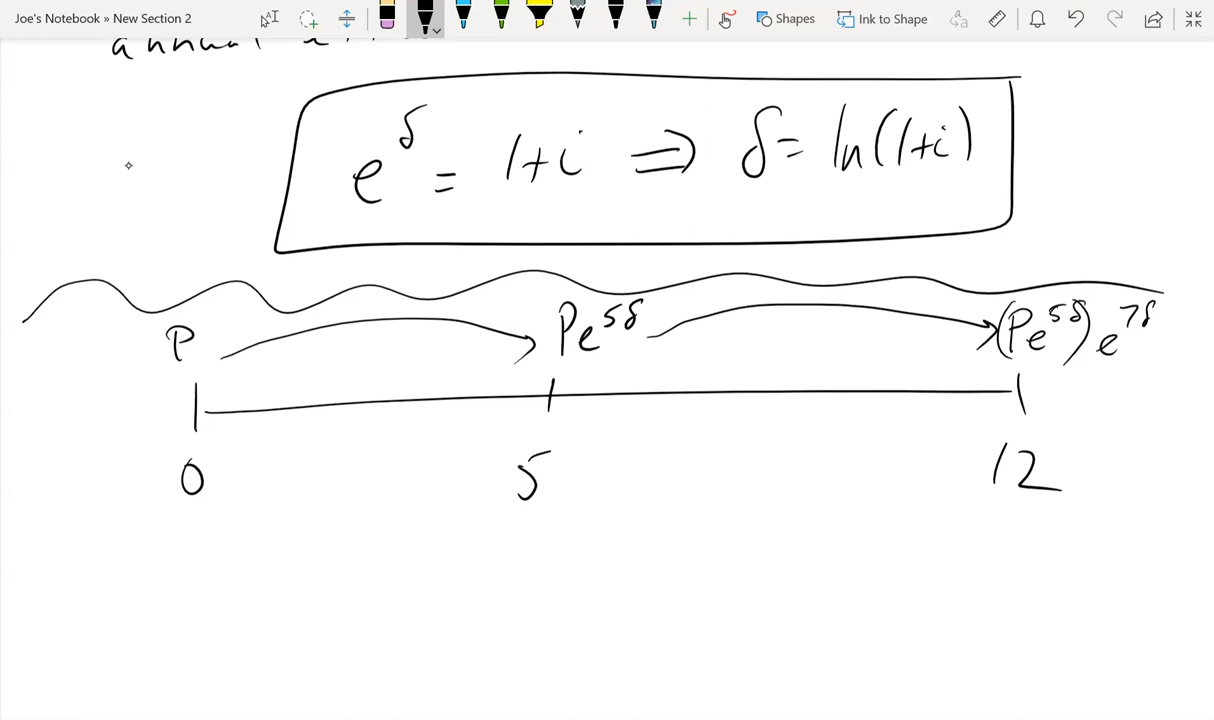 Joe's Notebook » New Section 2
Shapes
Ink to Shape
annual
e^δ = 1+i ⇒ δ = ln(1+i)
P
Pe^5δ
(Pe^5δ)e^7δ
0
5
12